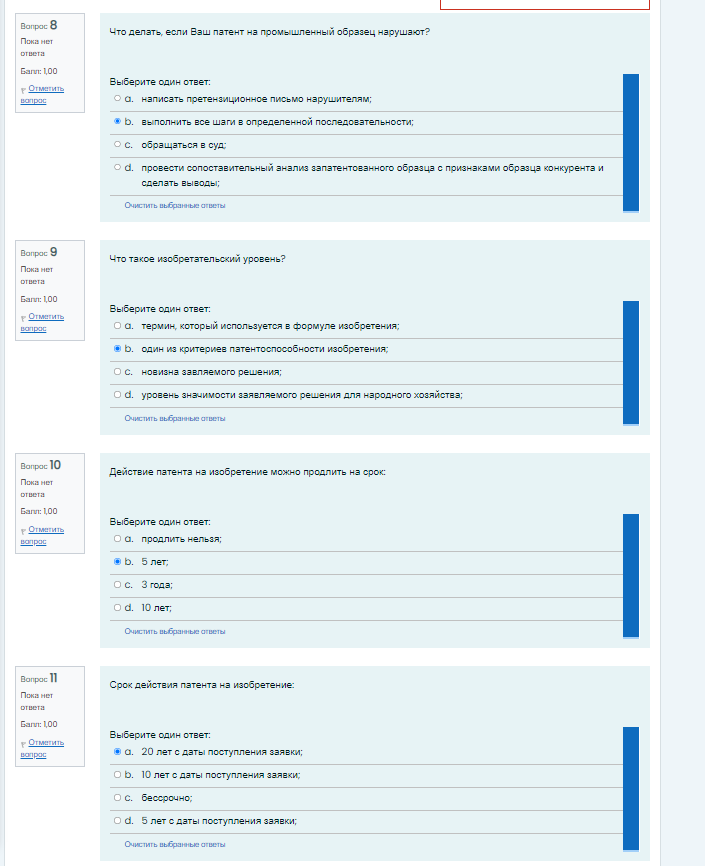 Вопрос 8
Пока нет
ответа
Балл: 1,00
Отметить
вопрос
Что делать, если Ваш патент на промышленный образец нарушают?
Выберите один ответ:
a. написать претензиционное письмо нарушителям;
b. выполнить все шаги в определенной последовательности;
c. обращаться в суд;
d. провести сопоставительный анализ запатентованного образца с признаками образца конкурента и
сделать выводы;
Очистить выбранные ответы
Вопрос 9
Пока нет
ответа
Балл: 1,00
Отметить
вопрос
Что такое изобретательский уровень?
Выберите один ответ:
a. термин, который используется в формуле изобретения;
b. один из критериев патентоспособности изобретения;
c. новизна завляемого решения;
d. уровень значимости заявляемого решения для народного хозяйства;
Очистить выбранные ответы
Вопрос 10
Пока нет
ответа
Балл: 1,00
Отметить
вопрос
Действие патента на изобретение можно продлить на срок:
Выберите один ответ:
a. продлить нельзя;
b. 5 лет;
c. 3 года;
d. 10 лет;
Очистить выбранные ответы
Вопрос 11
Пока нет
ответа
Балл: 1,00
Отметить
вопрос
Срок действия патента на изобретение:
Выберите один ответ:
a. 20 лет с даты поступления заявки;
b. 10 лет с даты поступления заявки;
c. бессрочно;
d. 5 лет с даты поступления заявки;
Очистить выбранные ответы